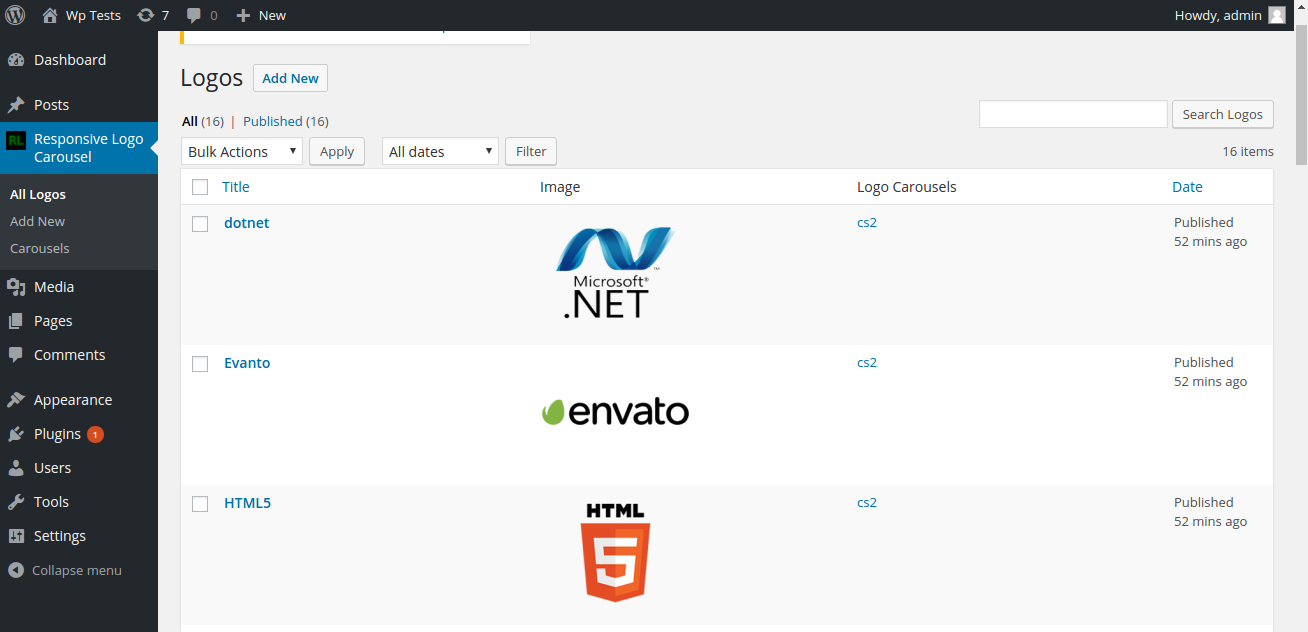 Wp Tests 7 0 New Howdy, admin
Dashboard
Posts
RL Responsive Logo
Carousel
All Logos
Add New
Carousels
Media
Pages
Comments
Appearance
Plugins 1
Users
Tools
Settings
Collapse menu
Logos Add New
All (16) | Published (16)
Search Logos
Bulk Actions Apply All dates Filter 16 items
Title Image Logo Carousels Date
dotnet cs2 Published
52 mins ago
Microsoft®
.NET
Evanto cs2 Published
52 mins ago
envato
HTML5 cs2 Published
52 mins ago
HTML
5